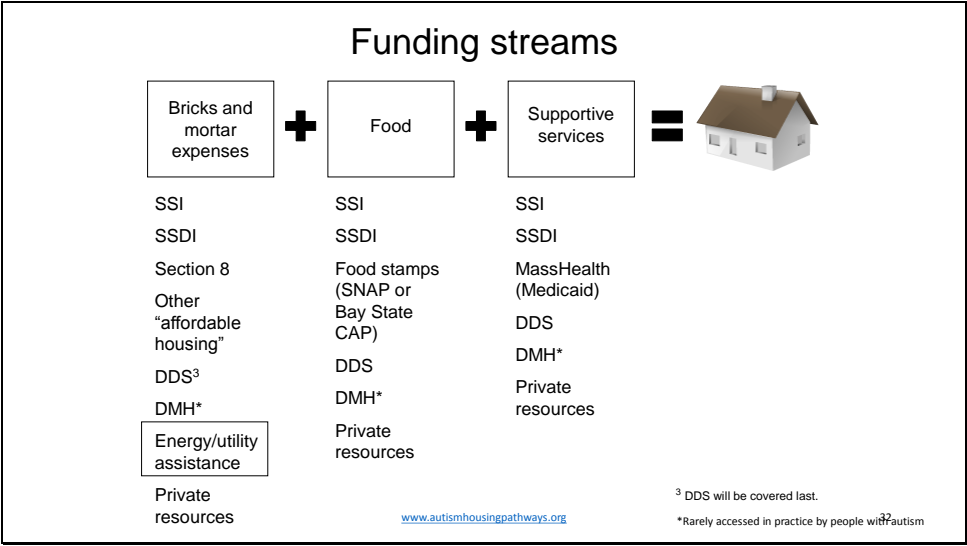 Funding streams
Bricks and
mortar
expenses
Food
Supportive
services
SSI
SSDI
Section 8
Other
“affordable
housing”
DDS3
DMH*
Energy/utility
assistance
Private
resources
SSI
SSDI
Food stamps
(SNAP or
Bay State
CAP)
DDS
DMH*
Private
resources
SSI
SSDI
MassHealth
(Medicaid)
DDS
DMH*
Private
resources
3 DDS will be covered last.
*Rarely accessed in practice by people with autism
www.autismhousingpathways.org
32